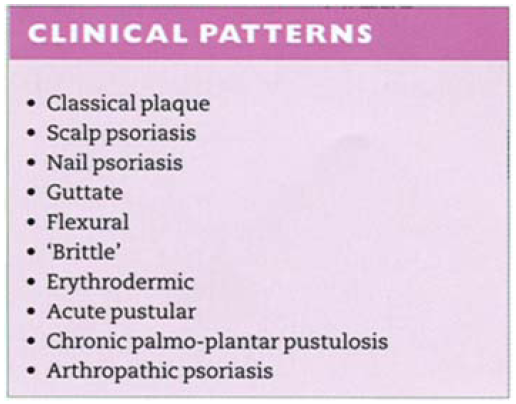 CLINICAL PATTERNS
• Classical plaque
• Scalp psoriasis
• Nail psoriasis
• Guttate
• Flexural
• ‘Brittle’
• Erythrodermic
• Acute pustular
• Chronic palmo-plantar pustulosis
• Arthropathic psoriasis